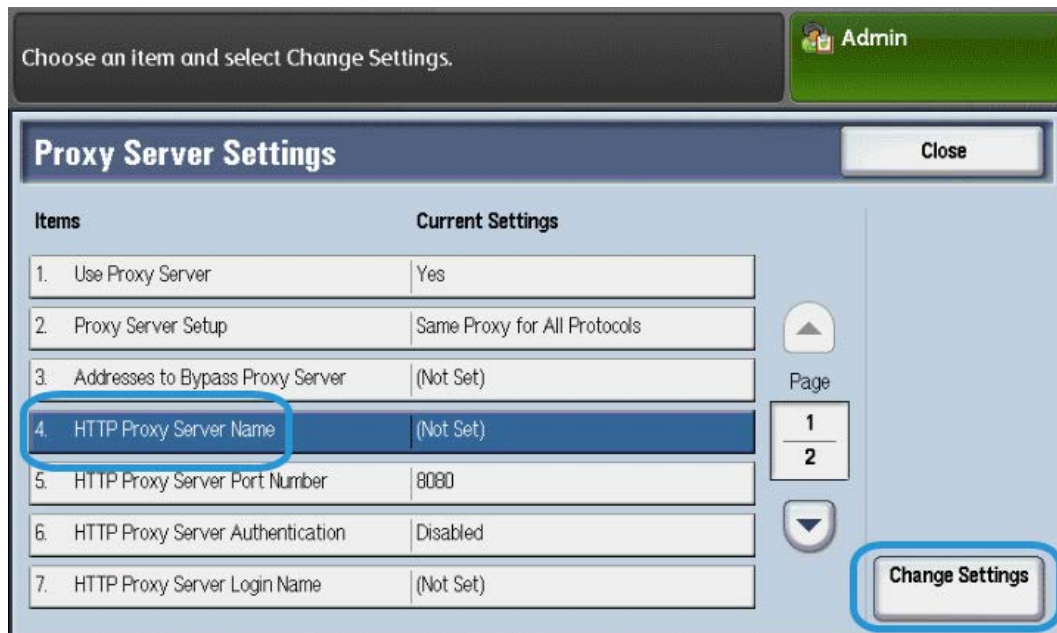 Choose an item and select Change Settings.
Admin
Proxy Server Settings
Close
Items Current Settings
1. Use Proxy Server Yes
2. Proxy Server Setup Same Proxy for All Protocols
3. Addresses to Bypass Proxy Server (Not Set)
4. HTTP Proxy Server Name (Not Set)
5. HTTP Proxy Server Port Number 8080
6. HTTP Proxy Server Authentication Disabled
7. HTTP Proxy Server Login Name (Not Set)
Page
1
2
Change Settings